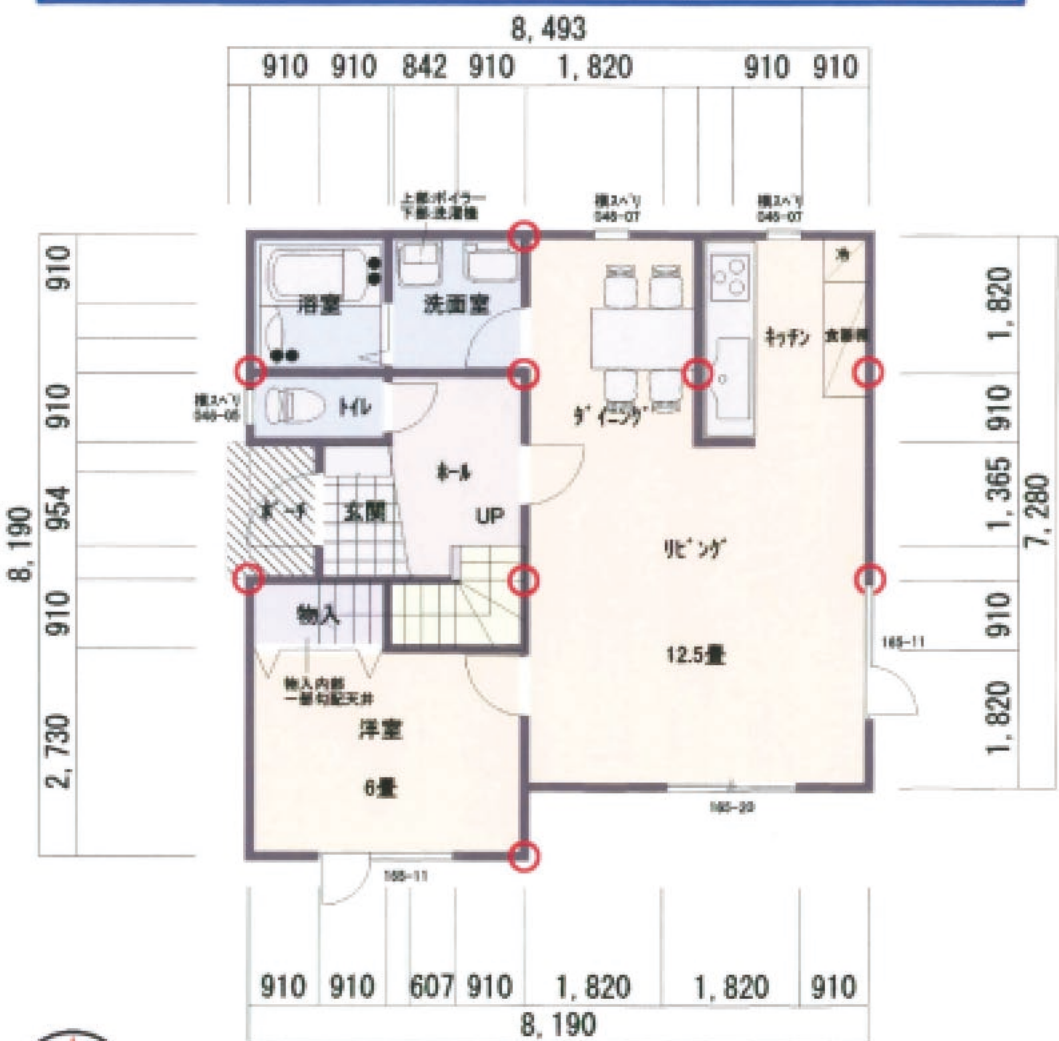 8,493
910 910 842 910 1,820 910 910
上部:ボイラー
下部:洗濯機
横スベリ
046-07
横スベリ
046-07
910
910
954
910
2,730
8,190
1,820
910
1,365
910
1,820
7,280
浴室
洗面室
冷
キッチン
食器棚
横スベリ
046-05
トイレ
ダイニング
ホール
ポーチ
玄関
UP
リビング
物入
12.5畳
165-11
物入内部
一部勾配天井
洋室
6畳
165-20
165-11
910 910 607 910 1,820 1,820 910
8,190